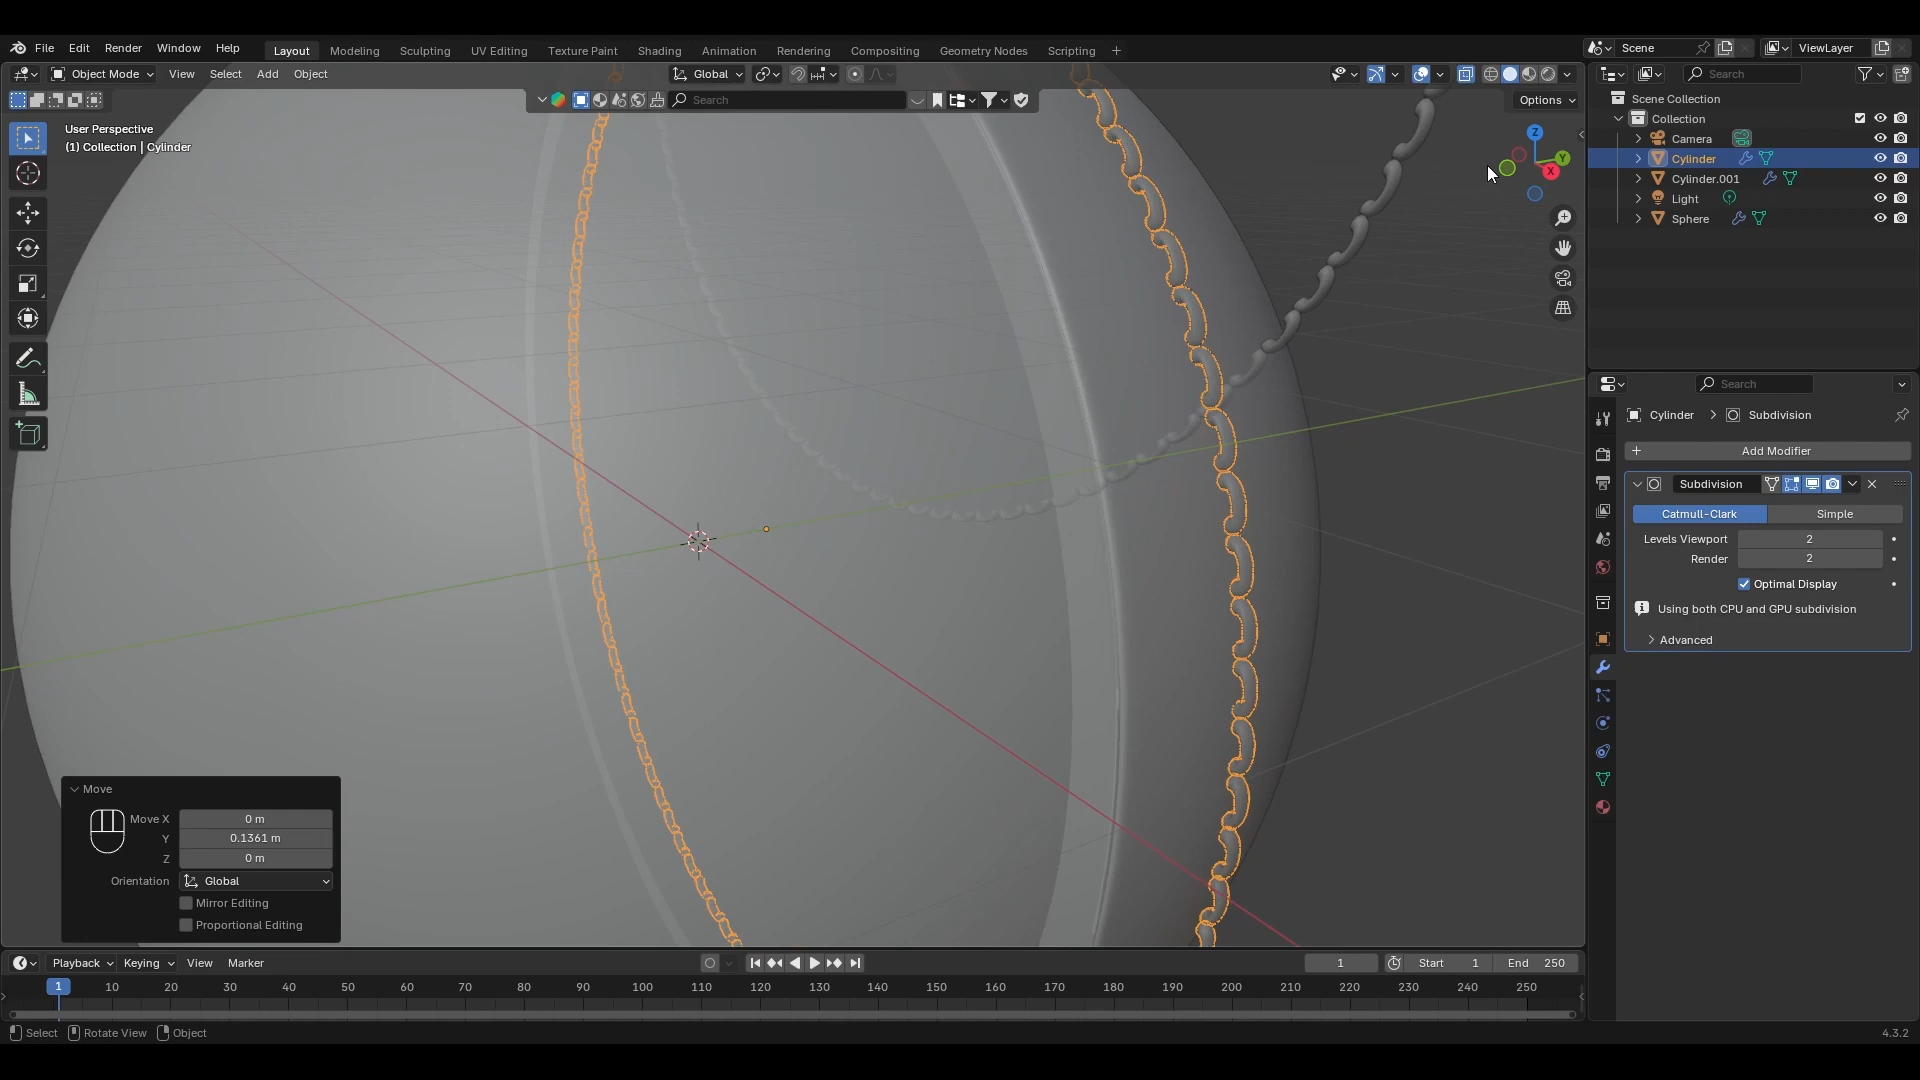 File Edit Render Window Help Layout Modeling Sculpting UV Editing Texture Paint Shading Animation Rendering Compositing Geometry Nodes Scripting + Scene ViewLayer
Object Mode View Select Add Object Global Search
Search Options
User Perspective
(1) Collection | Cylinder
Z
Y
X
Scene Collection
Collection
Camera
Cylinder
Cylinder.001
Light
Sphere
Search
Cylinder > Subdivision
+ Add Modifier
Subdivision
Catmull-Clark Simple
Levels Viewport 2
Render 2
Optimal Display
Using both CPU and GPU subdivision
Advanced
Move
Move X 0 m
Y 0.1361 m
Z 0 m
Orientation Global
Mirror Editing
Proportional Editing
Playback Keying View Marker 1 Start 1 End 250
1 10 20 30 40 50 60 70 80 90 100 110 120 130 140 150 160 170 180 190 200 210 220 230 240 250
Select Rotate View Object 4.3.2